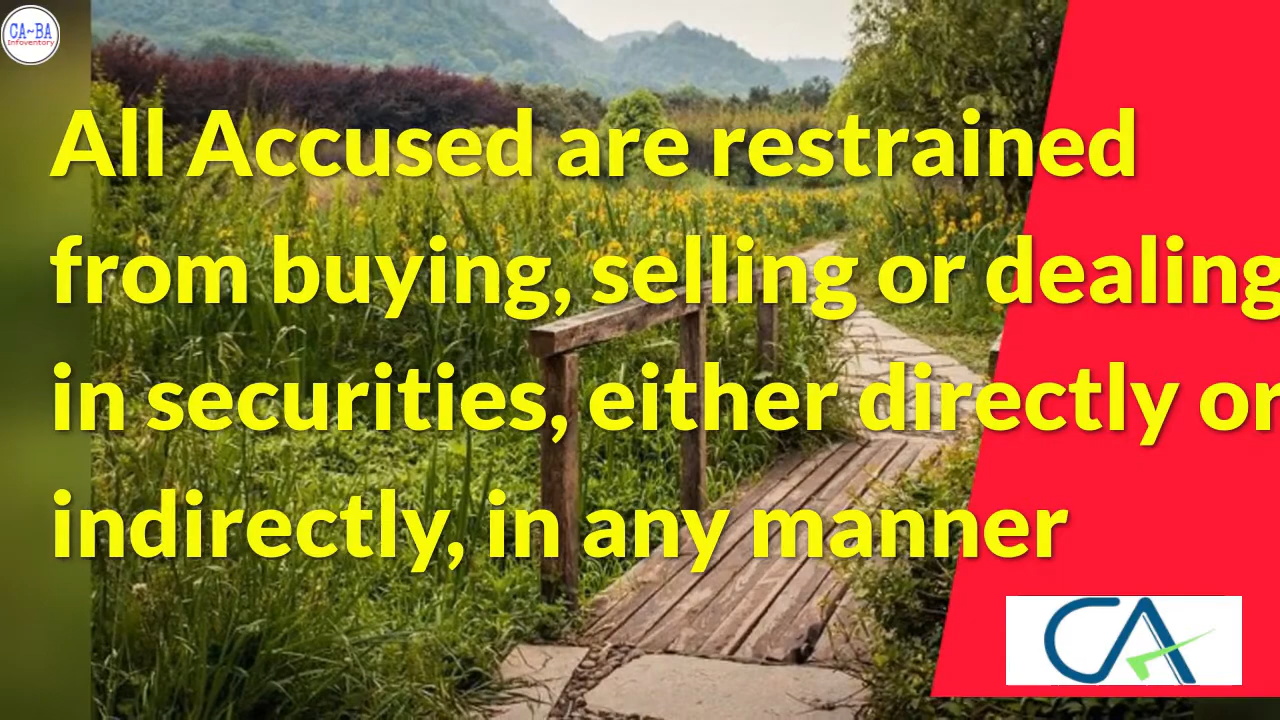 CA~BA
Infoventory
All Accused are restrained
from buying, selling or dealing
in securities, either directly or
indirectly, in any manner
CA